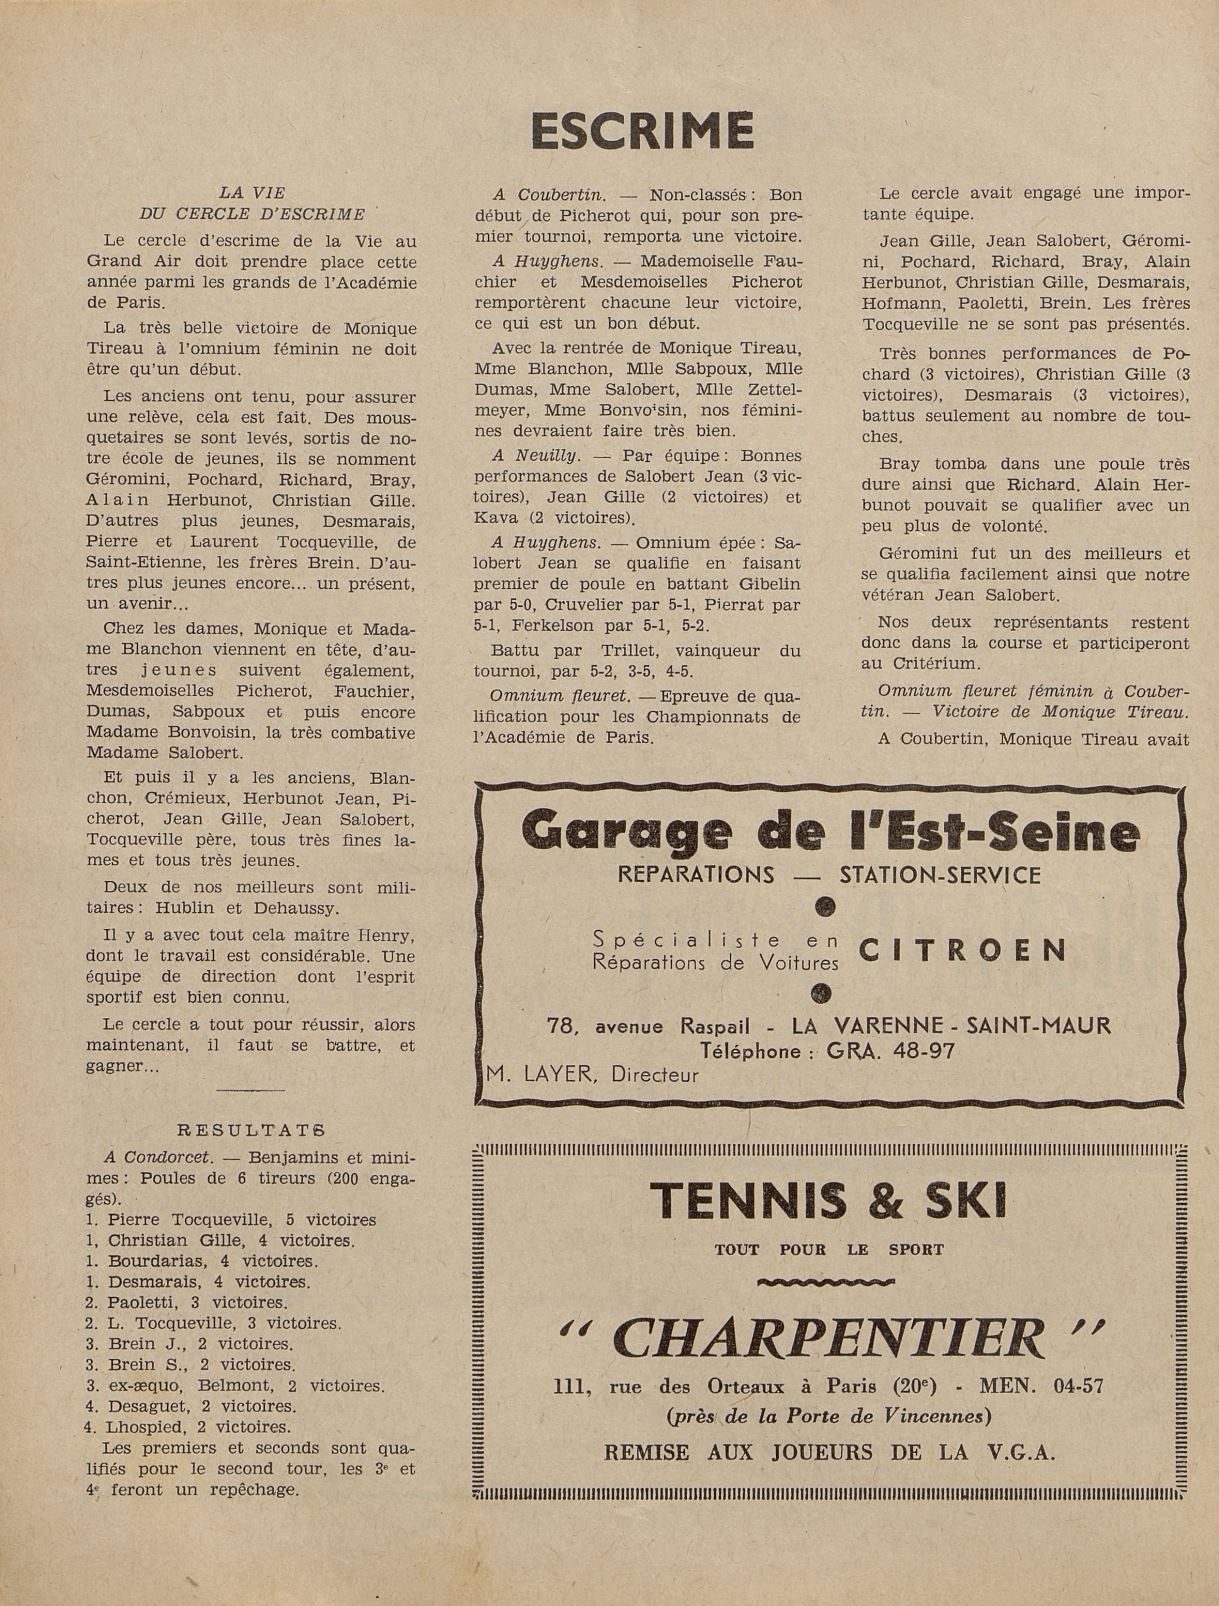 ESCRIME
LA VIE
DU CERCLE D'ESCRIME
Le cercle d'escrime de la Vie au
Grand Air doit prendre place cette
année parmi les grands de l'Académie
de Paris.
La très belle victoire de Monique
Tireau à l'omnium féminin ne doit
être qu'un début.
Les anciens ont tenu, pour assurer
une relève, cela est fait. Des mous-
quetaires se sont levés, sortis de no-
tre école de jeunes, ils se nomment
Géromini, Pochard, Richard, Bray,
Alain Herbunot, Christian Gille.
D'autres plus jeunes, Desmarais,
Pierre et Laurent Tocqueville, de
Saint-Etienne, les frères Brein. D'au-
tres plus jeunes encore... un présent,
un avenir...
Chez les dames, Monique et Mada-
me Blanchon viennent en tête, d'au-
tres jeunes suivent également,
Mesdemoiselles Picherot, Fauchier,
Dumas, Sabpoux et puis encore
Madame Bonvoisin, la très combative
Madame Salobert.
Et puis il y a les anciens, Blan-
chon, Crémieux, Herbunot Jean, Pi-
cherot, Jean Gille, Jean Salobert,
Tocqueville père, tous très fines la-
mes et tous très jeunes.
Deux de nos meilleurs sont mili-
taires : Hublin et Dehaussy.
Il y a avec tout cela maître Henry,
dont le travail est considérable. Une
équipe de direction dont l'esprit
sportif est bien connu.
Le cercle a tout pour réussir, alors
maintenant, il faut se battre, et
gagner...
RESULTATS
A Condorcet. — Benjamins et mini-
mes : Poules de 6 tireurs (200 enga-
gés).
1. Pierre Tocqueville, 5 victoires
1, Christian Gille, 4 victoires.
1. Bourdarias, 4 victoires.
1. Desmarais, 4 victoires.
2. Paoletti, 3 victoires.
2. L. Tocqueville, 3 victoires.
3. Brein J., 2 victoires.
3. Brein S., 2 victoires.
3. ex-æquo, Belmont, 2 victoires.
4. Desaguet, 2 victoires.
4. Lhospied, 2 victoires.
Les premiers et seconds sont qua-
lifiés pour le second tour, les 3e et
4e feront un repêchage.
A Coubertin. — Non-classés : Bon
début de Picherot qui, pour son pre-
mier tournoi, remporta une victoire.
A Huyghens. — Mademoiselle Fau-
chier et Mesdemoiselles Picherot
remportèrent chacune leur victoire,
ce qui est un bon début.
Avec la rentrée de Monique Tireau,
Mme Blanchon, Mlle Sabpoux, Mlle
Dumas, Mme Salobert, Mlle Zettel-
meyer, Mme Bonvoisin, nos fémini-
nes devraient faire très bien.
A Neuilly. — Par équipe : Bonnes
performances de Salobert Jean (3 vic-
toires), Jean Gille (2 victoires) et
Kava (2 victoires).
A Huyghens. — Omnium épée : Sa-
lobert Jean se qualifie en faisant
premier de poule en battant Gibelin
par 5-0, Cruvelier par 5-1, Pierrat par
5-1, Ferkelson par 5-1, 5-2.
Battu par Trillet, vainqueur du
tournoi, par 5-2, 3-5, 4-5.
Omnium fleuret. — Epreuve de qua-
lification pour les Championnats de
l'Académie de Paris.
Le cercle avait engagé une impor-
tante équipe.
Jean Gille, Jean Salobert, Géromi-
ni, Pochard, Richard, Bray, Alain
Herbunot, Christian Gille, Desmarais,
Hofmann, Paoletti, Brein. Les frères
Tocqueville ne se sont pas présentés.
Très bonnes performances de Po-
chard (3 victoires), Christian Gille (3
victoires), Desmarais (3 victoires),
battus seulement au nombre de tou-
ches.
Bray tomba dans une poule très
dure ainsi que Richard. Alain Her-
bunot pouvait se qualifier avec un
peu plus de volonté.
Géromini fut un des meilleurs et
se qualifia facilement ainsi que notre
vétéran Jean Salobert.
Nos deux représentants restent
donc dans la course et participeront
au Critérium.
Omnium fleuret féminin à Couber-
tin. — Victoire de Monique Tireau.
A Coubertin, Monique Tireau avait
Garage de l'Est-Seine
REPARATIONS — STATION-SERVICE
Spécialiste en
Réparations de Voitures CITROEN
78, avenue Raspail - LA VARENNE - SAINT-MAUR
Téléphone : GRA. 48-97
M. LAYER, Directeur
TENNIS & SKI
TOUT POUR LE SPORT
" CHARPENTIER "
111, rue des Orteaux à Paris (20e) - MEN. 04-57
(près de la Porte de Vincennes)
REMISE AUX JOUEURS DE LA V.G.A.